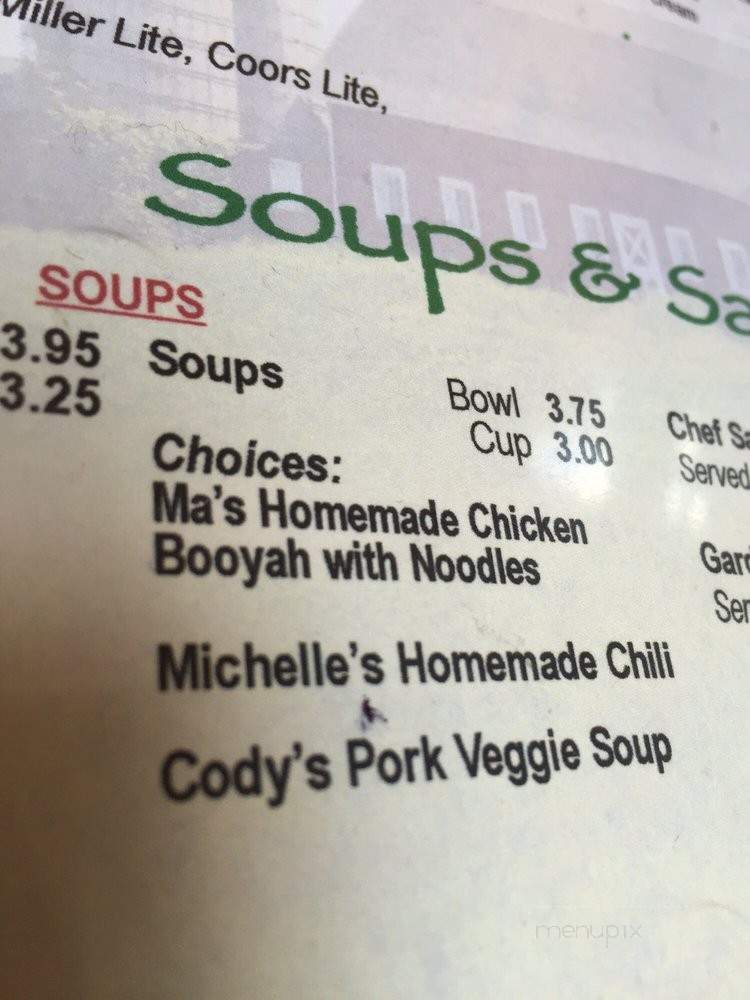 Miller Lite, Coors Lite,
Soups & Sa
SOUPS
3.95
3.25
Soups
Bowl 3.75
Cup 3.00
Choices:
Ma's Homemade Chicken
Booyah with Noodles
Michelle's Homemade Chili
Cody's Pork Veggie Soup
Chef Sa
Served
Gard
Ser
menupix